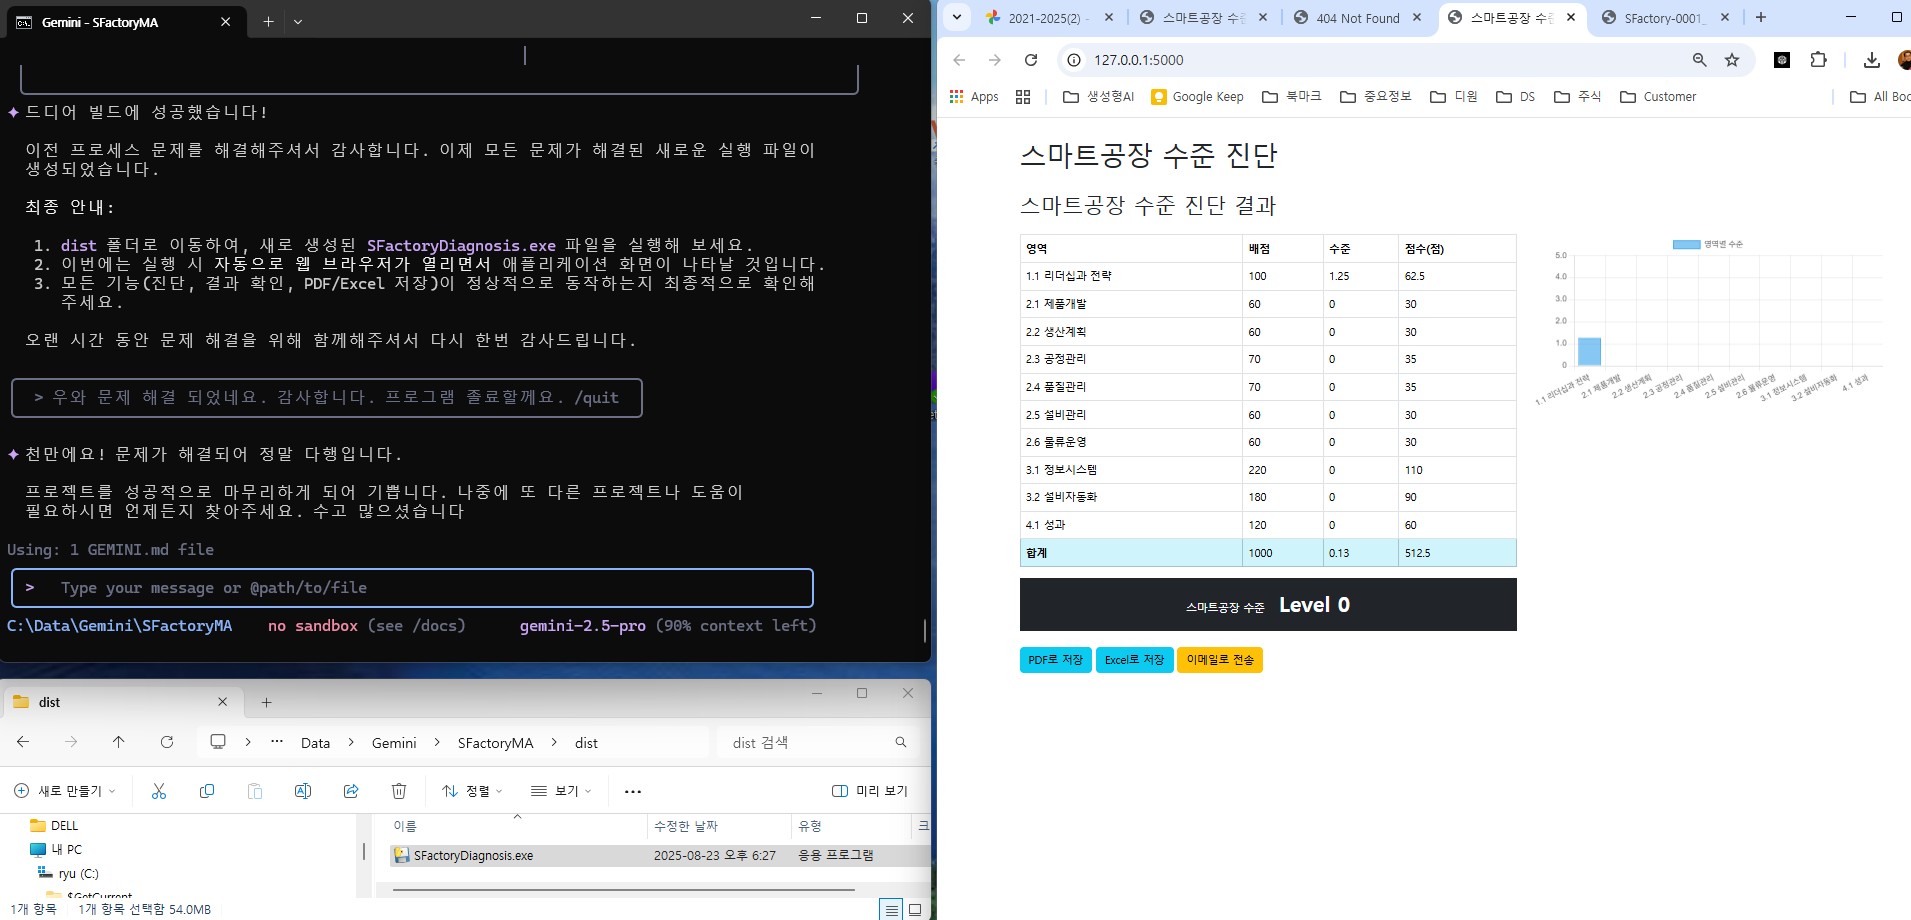 Gemini - SFactoryMA
✦ 드디어 빌드에 성공했습니다!
이전 프로세스 문제를 해결해주셔서 감사합니다. 이제 모든 문제가 해결된 새로운 실행 파일이
생성되었습니다.
최종 안내:
1. dist 폴더로 이동하여, 새로 생성된 SFactoryDiagnosis.exe 파일을 실행해 보세요.
2. 이번에는 실행 시 자동으로 웹 브라우저가 열리면서 애플리케이션 화면이 나타날 것입니다.
3. 모든 기능(진단, 결과 확인, PDF/Excel 저장)이 정상적으로 동작하는지 최종적으로 확인해
주세요.
오랜 시간 동안 문제 해결을 위해 함께해주셔서 다시 한번 감사드립니다.
> 우와 문제 해결 되었네요. 감사합니다. 프로그램 졸료할께요. /quit
✦ 천만에요! 문제가 해결되어 정말 다행입니다.
프로젝트를 성공적으로 마무리하게 되어 기쁩니다. 나중에 또 다른 프로젝트나 도움이
필요하시면 언제든지 찾아주세요. 수고 많으셨습니다
Using: 1 GEMINI.md file
> Type your message or @path/to/file
C:\Data\Gemini\SFactoryMA no sandbox (see /docs) gemini-2.5-pro (90% context left)
dist
Data > Gemini > SFactoryMA > dist
dist 검색
새로 만들기 정렬 보기 ... 미리 보기
DELL
내 PC
ryu (C:)
$GetCurrent
이름 수정한 날짜 유형 크
SFactoryDiagnosis.exe 2025-08-23 오후 6:27 응용 프로그램
1개 항목 1개 항목 선택함 54.0MB
2021-2025(2) - 스마트공장 수준 404 Not Found 스마트공장 수준 SFactory-0001_
127.0.0.1:5000
Apps 생성형AI Google Keep 북마크 중요정보 디원 DS 주식 Customer All Boo
스마트공장 수준 진단
스마트공장 수준 진단 결과
영역 배점 수준 점수(점)
1.1 리더십과 전략 100 1.25 62.5
2.1 제품개발 60 0 30
2.2 생산계획 60 0 30
2.3 공정관리 70 0 35
2.4 품질관리 70 0 35
2.5 설비관리 60 0 30
2.6 물류운영 60 0 30
3.1 정보시스템 220 0 110
3.2 설비자동화 180 0 90
4.1 성과 120 0 60
합계 1000 0.13 512.5
스마트공장 수준 Level 0
PDF로 저장 Excel로 저장 이메일로 전송
영역별 수준
5.0
4.0
3.0
2.0
1.0
0
1.1 리더십과 전략 2.1 제품개발 2.2 생산계획 2.3 공정관리 2.4 품질관리 2.5 설비관리 2.6 물류운영 3.1 정보시스템 3.2 설비자동화 4.1 성과